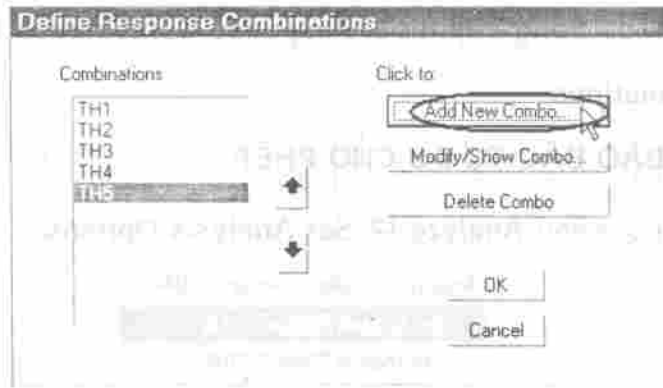 Define Response Combinations
Combinations
TH1
TH2
TH3
TH4
TH5
Click to:
Add New Combo...
Modify/Show Combo...
Delete Combo
OK
Cancel